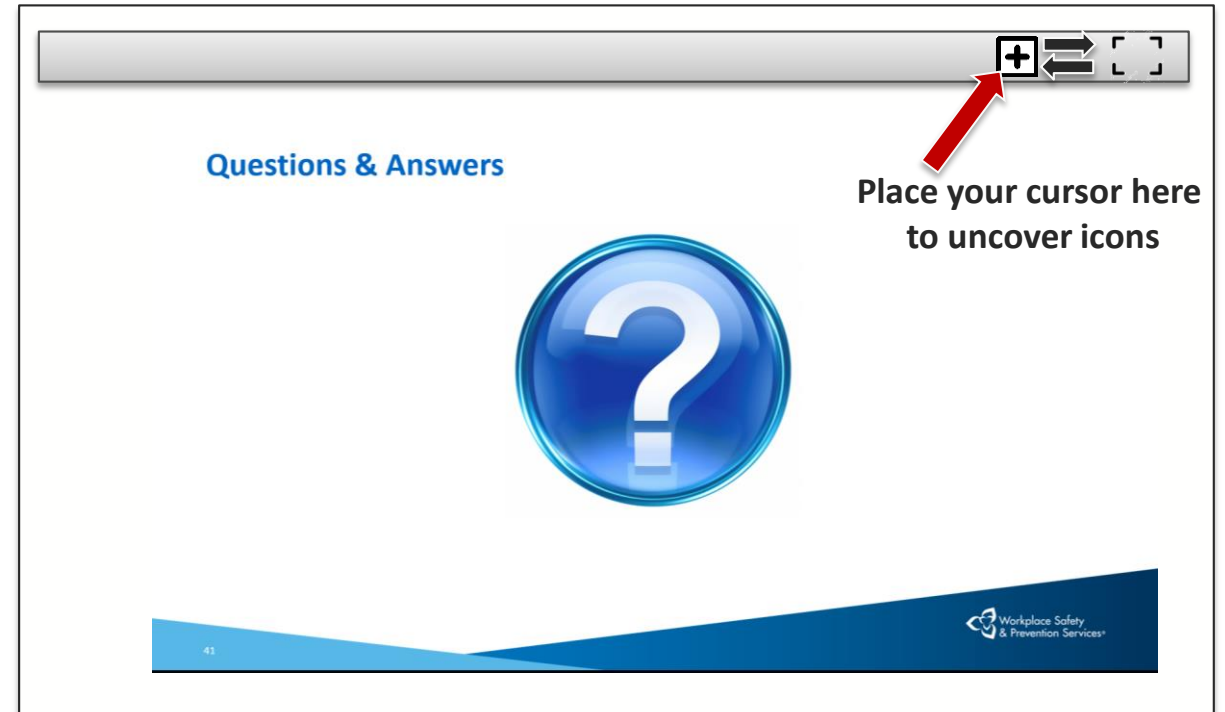 Questions & Answers
Place your cursor here
to uncover icons
?
Workplace Safety
& Prevention Services®
41